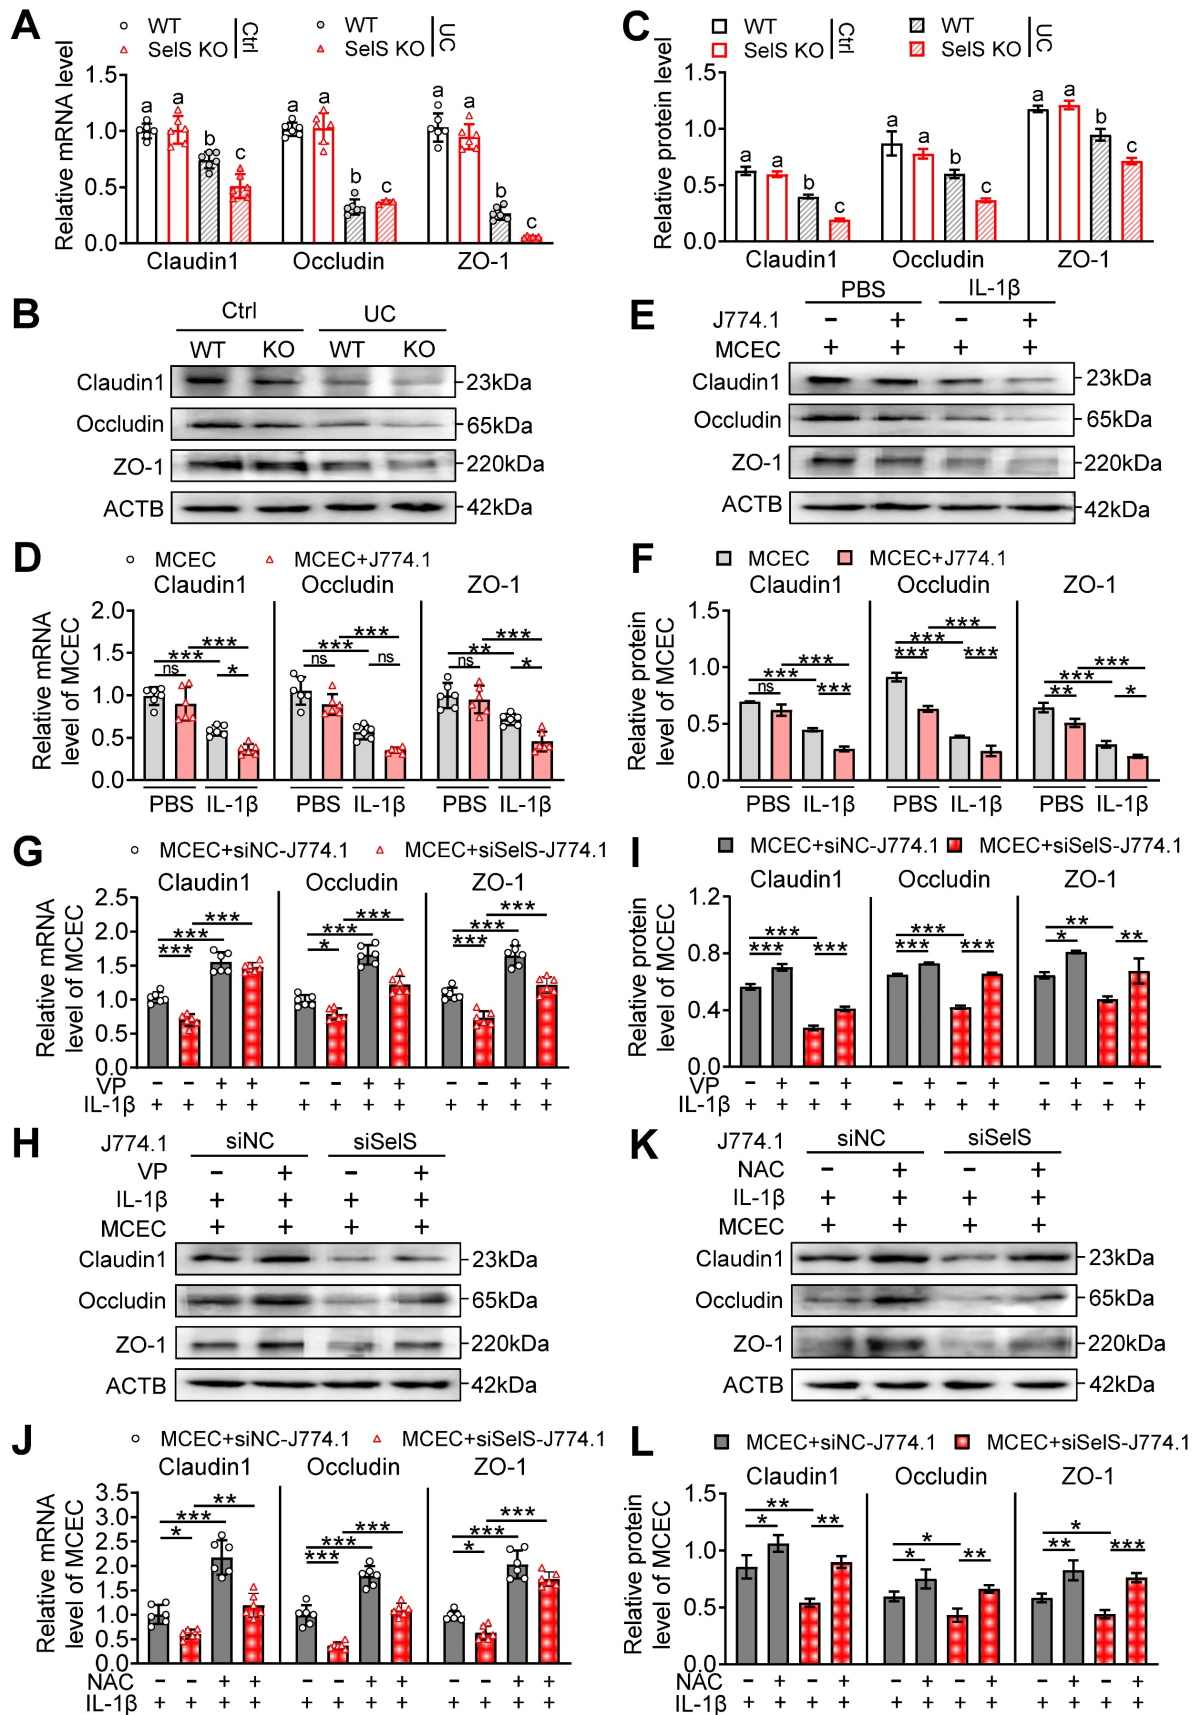 A
WT
SelS KO
Ctrl
WT
SelS KO
UC
Relative mRNA level
1.5
1.0
0.5
0.0
a a b c
a a b c
a a b c
Claudin1 Occludin ZO-1
C
WT
SelS KO
Ctrl
WT
SelS KO
UC
Relative protein level
1.5
1.0
0.5
0.0
a a b c
a a b c
a a b c
Claudin1 Occludin ZO-1
B
Ctrl UC
WT KO WT KO
Claudin1 23kDa
Occludin 65kDa
ZO-1 220kDa
ACTB 42kDa
E
PBS IL-1β
J774.1 − + − +
MCEC + + + +
Claudin1 23kDa
Occludin 65kDa
ZO-1 220kDa
ACTB 42kDa
D
MCEC MCEC+J774.1
Claudin1 Occludin ZO-1
Relative mRNA
level of MCEC
2.0
1.5
1.0
0.5
0
*** *** ns *
*** *** ns ns
*** ** ns *
PBS IL-1β PBS IL-1β PBS IL-1β
F
MCEC MCEC+J774.1
Claudin1 Occludin ZO-1
Relative protein
level of MCEC
1.5
1.0
0.5
0.0
*** *** ns ***
*** *** *** ***
*** *** ** *
PBS IL-1β PBS IL-1β PBS IL-1β
G
MCEC+siNC-J774.1 MCEC+siSelS-J774.1
Claudin1 Occludin ZO-1
Relative mRNA
level of MCEC
2.5
2.0
1.5
1.0
0.5
0.0
*** *** ***
*** *** *
*** *** ***
VP − − + + − − + + − − + +
IL-1β + + + + + + + + + + + +
I
MCEC+siNC-J774.1 MCEC+siSelS-J774.1
Claudin1 Occludin ZO-1
Relative protein
level of MCEC
1.2
0.8
0.4
0.0
*** *** ***
*** *** ***
** * **
VP − + − + − + − + − + − +
IL-1β + + + + + + + + + + + +
H
J774.1 siNC siSelS
VP − + − +
IL-1β + + + +
MCEC + + + +
Claudin1 23kDa
Occludin 65kDa
ZO-1 220kDa
ACTB 42kDa
K
J774.1 siNC siSelS
NAC − + − +
IL-1β + + + +
MCEC + + + +
Claudin1 23kDa
Occludin 65kDa
ZO-1 220kDa
ACTB 42kDa
J
MCEC+siNC-J774.1 MCEC+siSelS-J774.1
Claudin1 Occludin ZO-1
Relative mRNA
level of MCEC
3.5
3.0
2.5
2.0
1.5
1.0
0.5
0.0
** *** *
*** *** ***
*** *** *
NAC − − + + − − + + − − + +
IL-1β + + + + + + + + + + + +
L
MCEC+siNC-J774.1 MCEC+siSelS-J774.1
Claudin1 Occludin ZO-1
Relative protein
level of MCEC
1.5
1.0
0.5
0.0
** * **
* * **
* ** ***
NAC − + − + − + − + − + − +
IL-1β + + + + + + + + + + + +